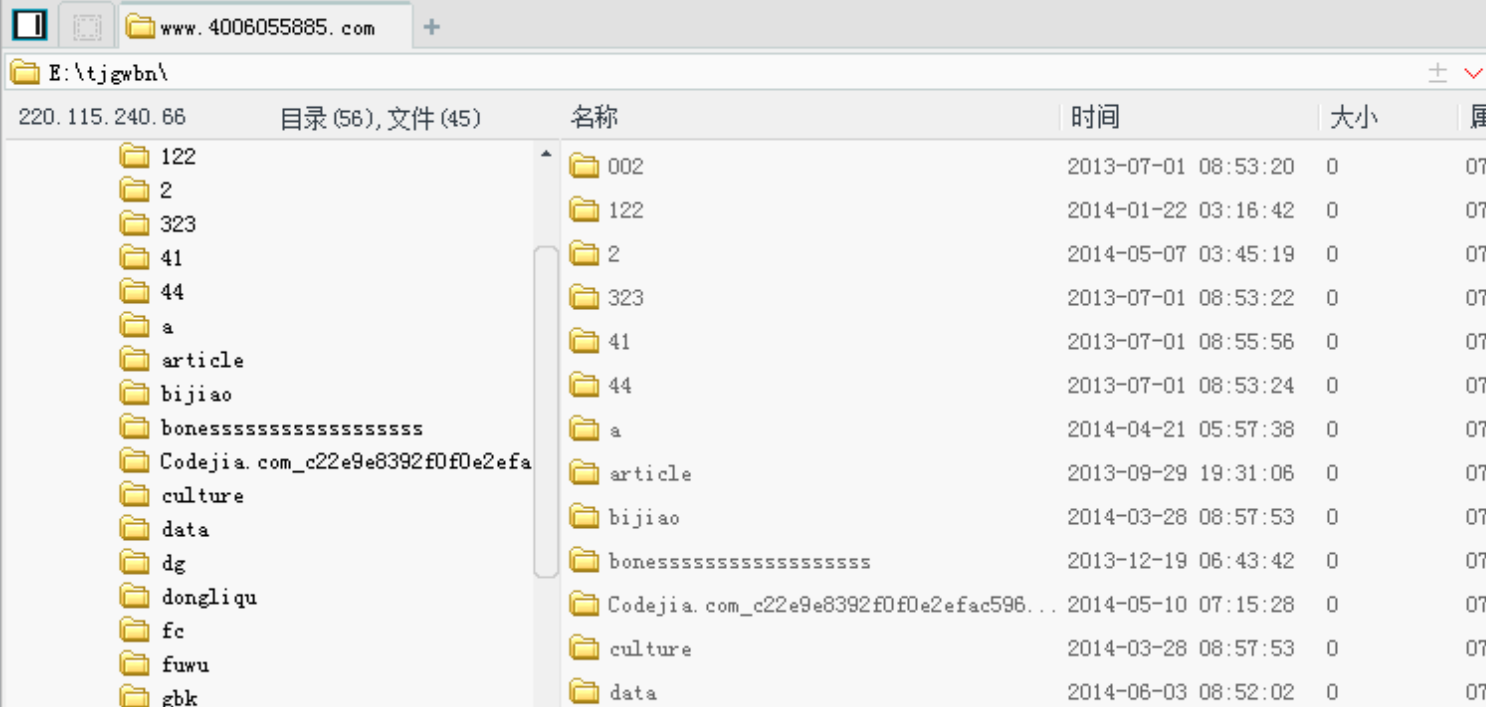 www.4006055885.com +
E:\tjgwbn\
220.115.240.66 目录(56),文件(45) 名称 时间 大小
122
2
323
41
44
a
article
bijiao
bonesssssssssssssssssss
Codejia.com_c22e9e8392f0f0e2efa
culture
data
dg
dongliqu
fc
fuwu
gbk
002 2013-07-01 08:53:20 0 07
122 2014-01-22 03:16:42 0 07
2 2014-05-07 03:45:19 0 07
323 2013-07-01 08:53:22 0 07
41 2013-07-01 08:55:56 0 07
44 2013-07-01 08:53:24 0 07
a 2014-04-21 05:57:38 0 07
article 2013-09-29 19:31:06 0 07
bijiao 2014-03-28 08:57:53 0 07
bonesssssssssssssssssss 2013-12-19 06:43:42 0 07
Codejia.com_c22e9e8392f0f0e2efac596... 2014-05-10 07:15:28 0 07
culture 2014-03-28 08:57:53 0 07
data 2014-06-03 08:52:02 0 07